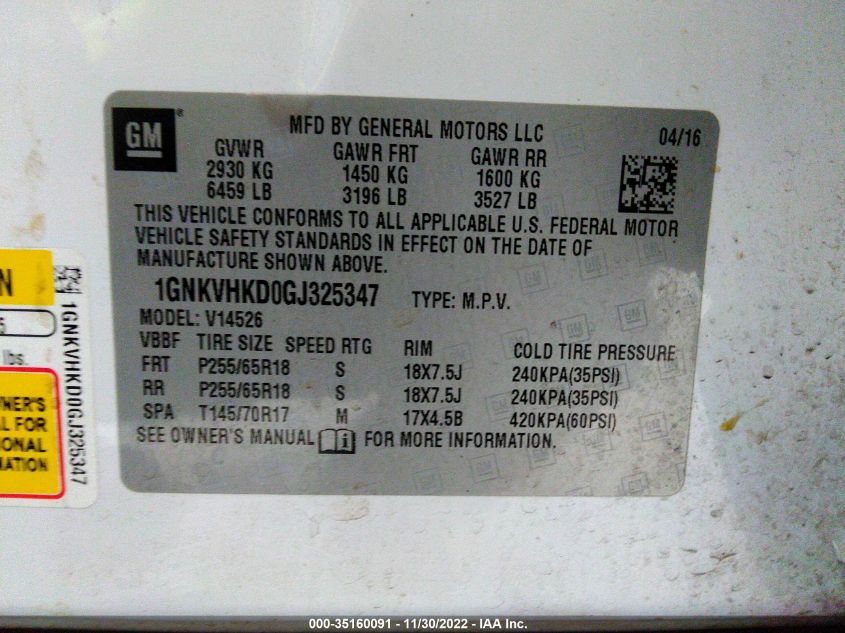 GM ®
MFD BY GENERAL MOTORS LLC 04/16
GVWR GAWR FRT GAWR RR
2930 KG 1450 KG 1600 KG
6459 LB 3196 LB 3527 LB
THIS VEHICLE CONFORMS TO ALL APPLICABLE U.S. FEDERAL MOTOR
VEHICLE SAFETY STANDARDS IN EFFECT ON THE DATE OF
MANUFACTURE SHOWN ABOVE.
1GNKVHKD0GJ325347 TYPE: M.P.V.
MODEL: V14526
VBBF TIRE SIZE SPEED RTG RIM COLD TIRE PRESSURE
FRT P255/65R18 S 18X7.5J 240KPA(35PSI)
RR P255/65R18 S 18X7.5J 240KPA(35PSI)
SPA T145/70R17 M 17X4.5B 420KPA(60PSI)
SEE OWNER'S MANUAL i FOR MORE INFORMATION.
N
5
lbs.
1GNKVHKD0GJ325347
000-35160091 - 11/30/2022 - IAA Inc.